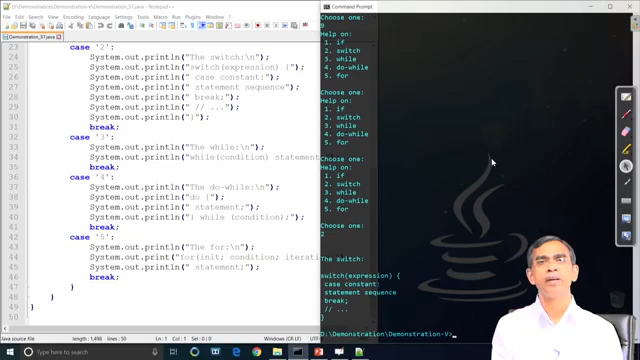 D:\Demonstration\Demonstration-V\Demonstration_57.java - Notepad++
File Edit Search View Encoding Language Settings Tools Macro Run Plugins Window ?
Demonstration_57.java
23 case '2':
24 System.out.println("The switch:\n");
25 System.out.println("switch(expression) {");
26 System.out.println(" case constant:");
27 System.out.println(" statement sequence");
28 System.out.println(" break;");
29 System.out.println(" // ...");
30 System.out.println("}");
31 break;
32 case '3':
33 System.out.println("The while:\n");
34 System.out.println("while(condition) statement
35 break;
36 case '4':
37 System.out.println("The do-while:\n");
38 System.out.println("do {");
39 System.out.println(" statement;");
40 System.out.println("} while (condition);");
41 break;
42 case '5':
43 System.out.println("The for:\n");
44 System.out.print("for(init; condition; iterati
45 System.out.println(" statement;");
46 break;
47 }
48 }
49 }
50
Java source file length : 1,498 lines : 50 Ln : 1 Col : 1 Sel : 0 | 0 Windows (CR LF)
Type here to search
Command Prompt
Choose one:
9
Help on:
1. if
2. switch
3. while
4. do-while
5. for
Choose one:
Help on:
1. if
2. switch
3. while
4. do-while
5. for
Choose one:
Help on:
1. if
2. switch
3. while
4. do-while
5. for
Choose one:
2
The switch:
switch(expression) {
case constant:
statement sequence
break;
// ...
}
D:\Demonstration\Demonstration-V>